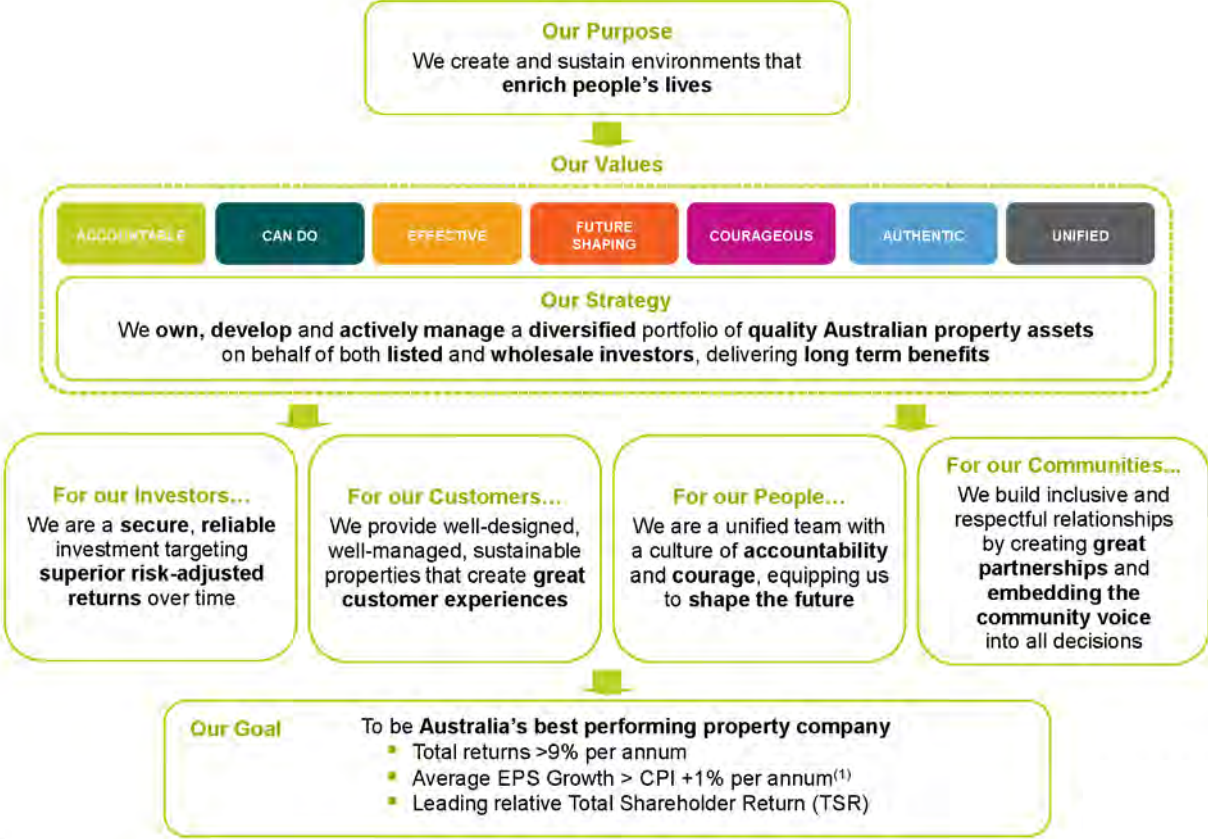 Our Purpose
We create and sustain environments that
enrich people's lives
Our Values
ACCOUNTABLE
CAN DO
EFFECTIVE
FUTURE
SHAPING
COURAGEOUS
AUTHENTIC
UNIFIED
Our Strategy
We own, develop and actively manage a diversified portfolio of quality Australian property assets
on behalf of both listed and wholesale investors, delivering long term benefits
For our Investors...
We are a secure, reliable
investment targeting
superior risk-adjusted
returns over time
For our Customers...
We provide well-designed,
well-managed, sustainable
properties that create great
customer experiences
For our People...
We are a unified team with
a culture of accountability
and courage, equipping us
to shape the future
For our Communities...
We build inclusive and
respectful relationships
by creating great
partnerships and
embedding the
community voice
into all decisions
Our Goal
To be Australia's best performing property company
▪ Total returns >9% per annum
▪ Average EPS Growth > CPI +1% per annum(1)
▪ Leading relative Total Shareholder Return (TSR)